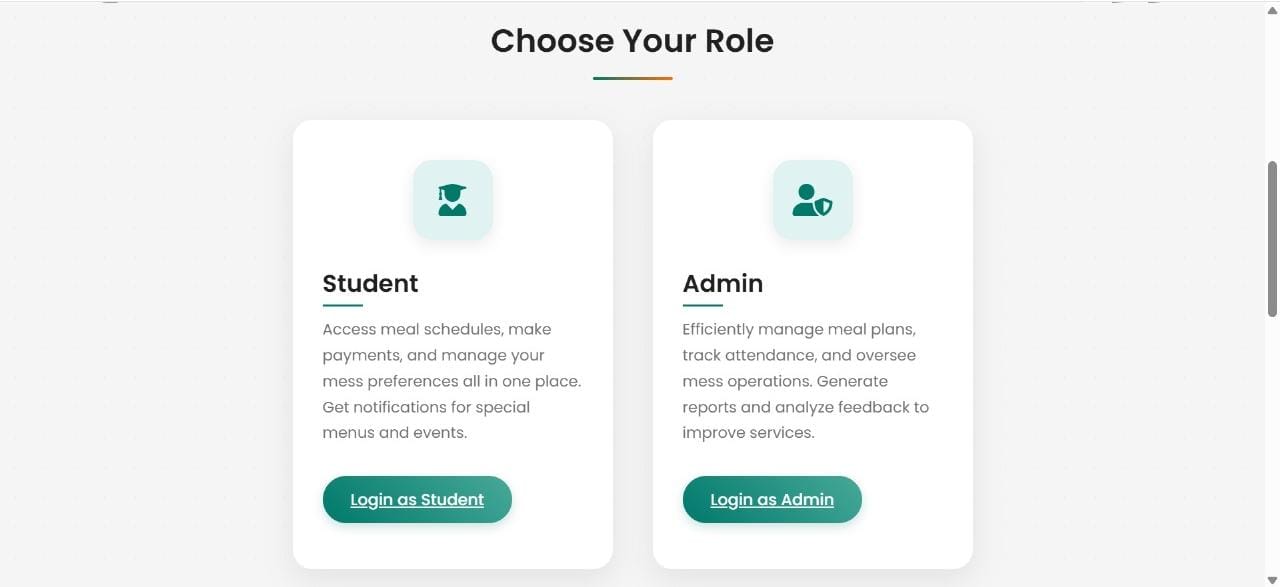 Choose Your Role
Student
Access meal schedules, make
payments, and manage your
mess preferences all in one place.
Get notifications for special
menus and events.
Login as Student
Admin
Efficiently manage meal plans,
track attendance, and oversee
mess operations. Generate
reports and analyze feedback to
improve services.
Login as Admin